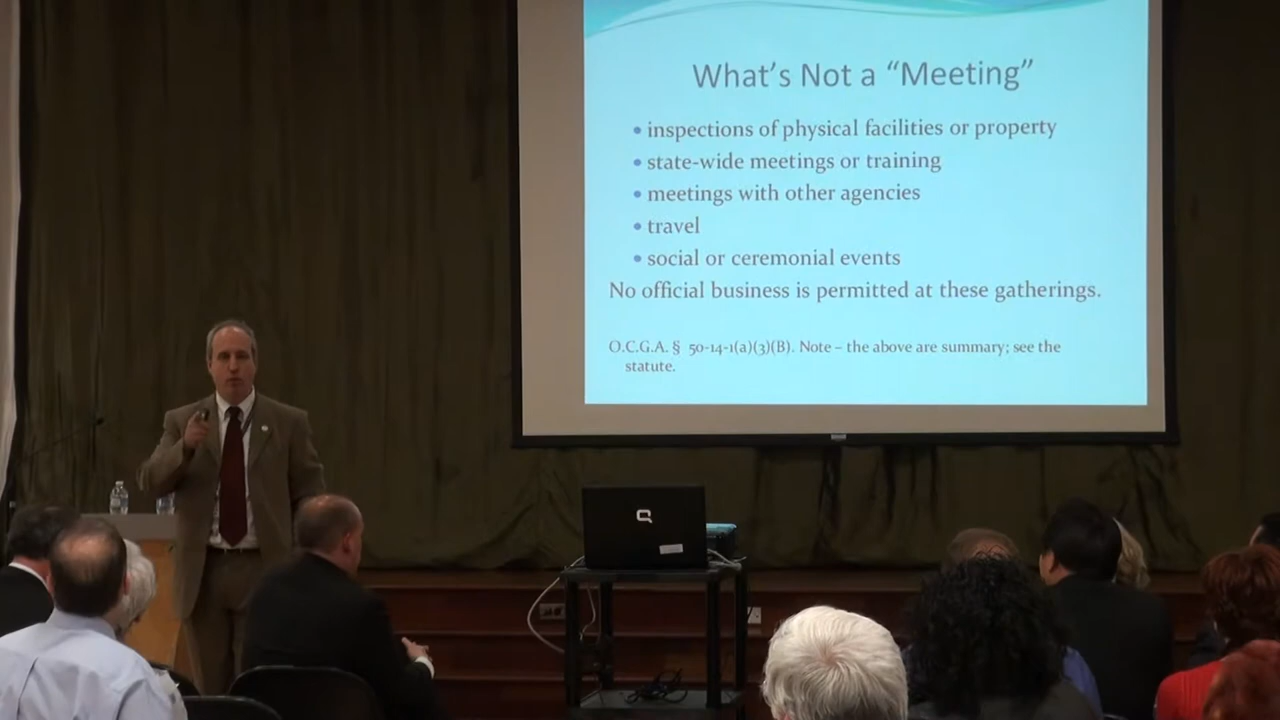 What's Not a “Meeting”
• inspections of physical facilities or property
• state-wide meetings or training
• meetings with other agencies
• travel
• social or ceremonial events
No official business is permitted at these gatherings.
O.C.G.A. § 50-14-1(a)(3)(B). Note – the above are summary; see the
statute.